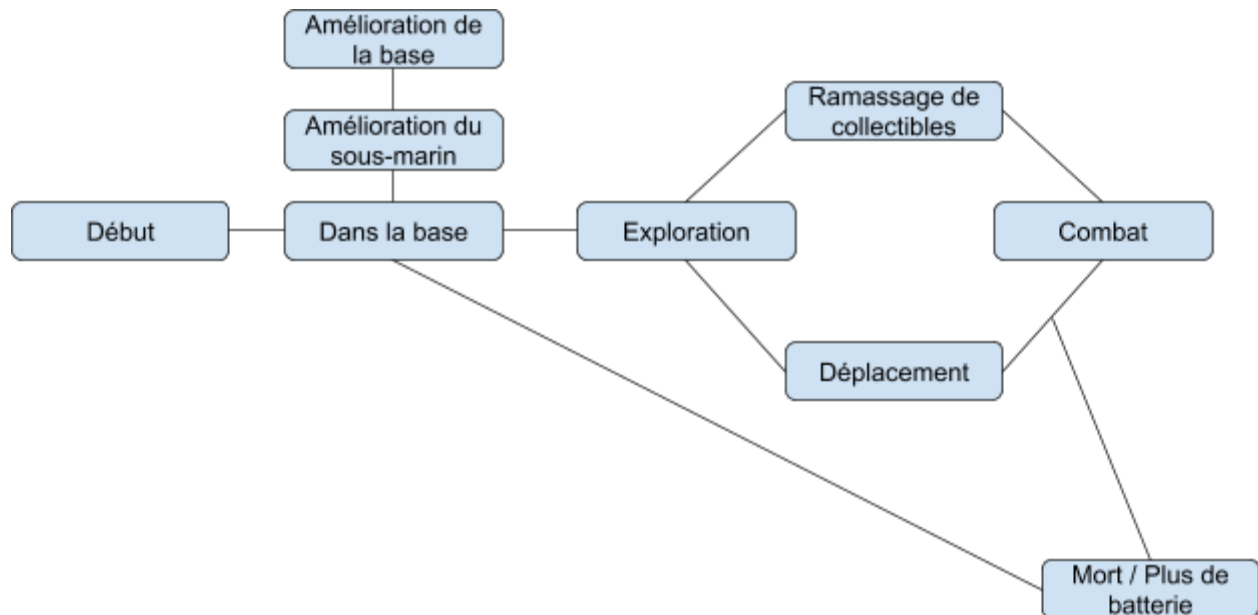 Amélioration de
la base
Amélioration du
sous-marin
Début
Dans la base
Exploration
Ramassage de
collectibles
Combat
Déplacement
Mort / Plus de
batterie